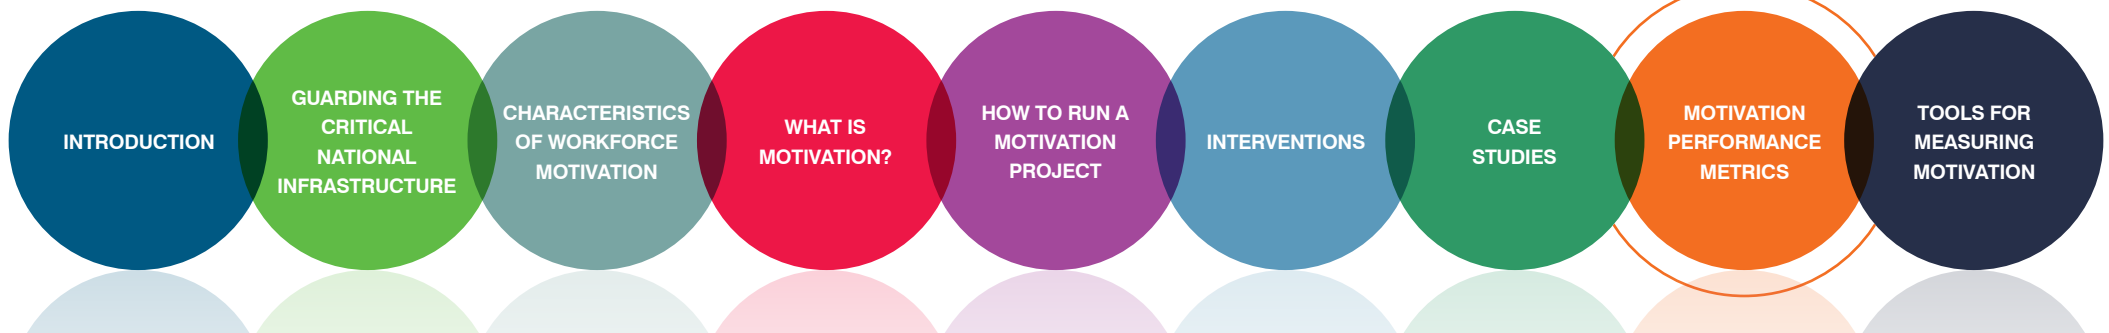 INTRODUCTION
GUARDING THE
CRITICAL
NATIONAL
INFRASTRUCTURE
CHARACTERISTICS
OF WORKFORCE
MOTIVATION
WHAT IS
MOTIVATION?
HOW TO RUN A
MOTIVATION
PROJECT
INTERVENTIONS
CASE
STUDIES
MOTIVATION
PERFORMANCE
METRICS
TOOLS FOR
MEASURING
MOTIVATION